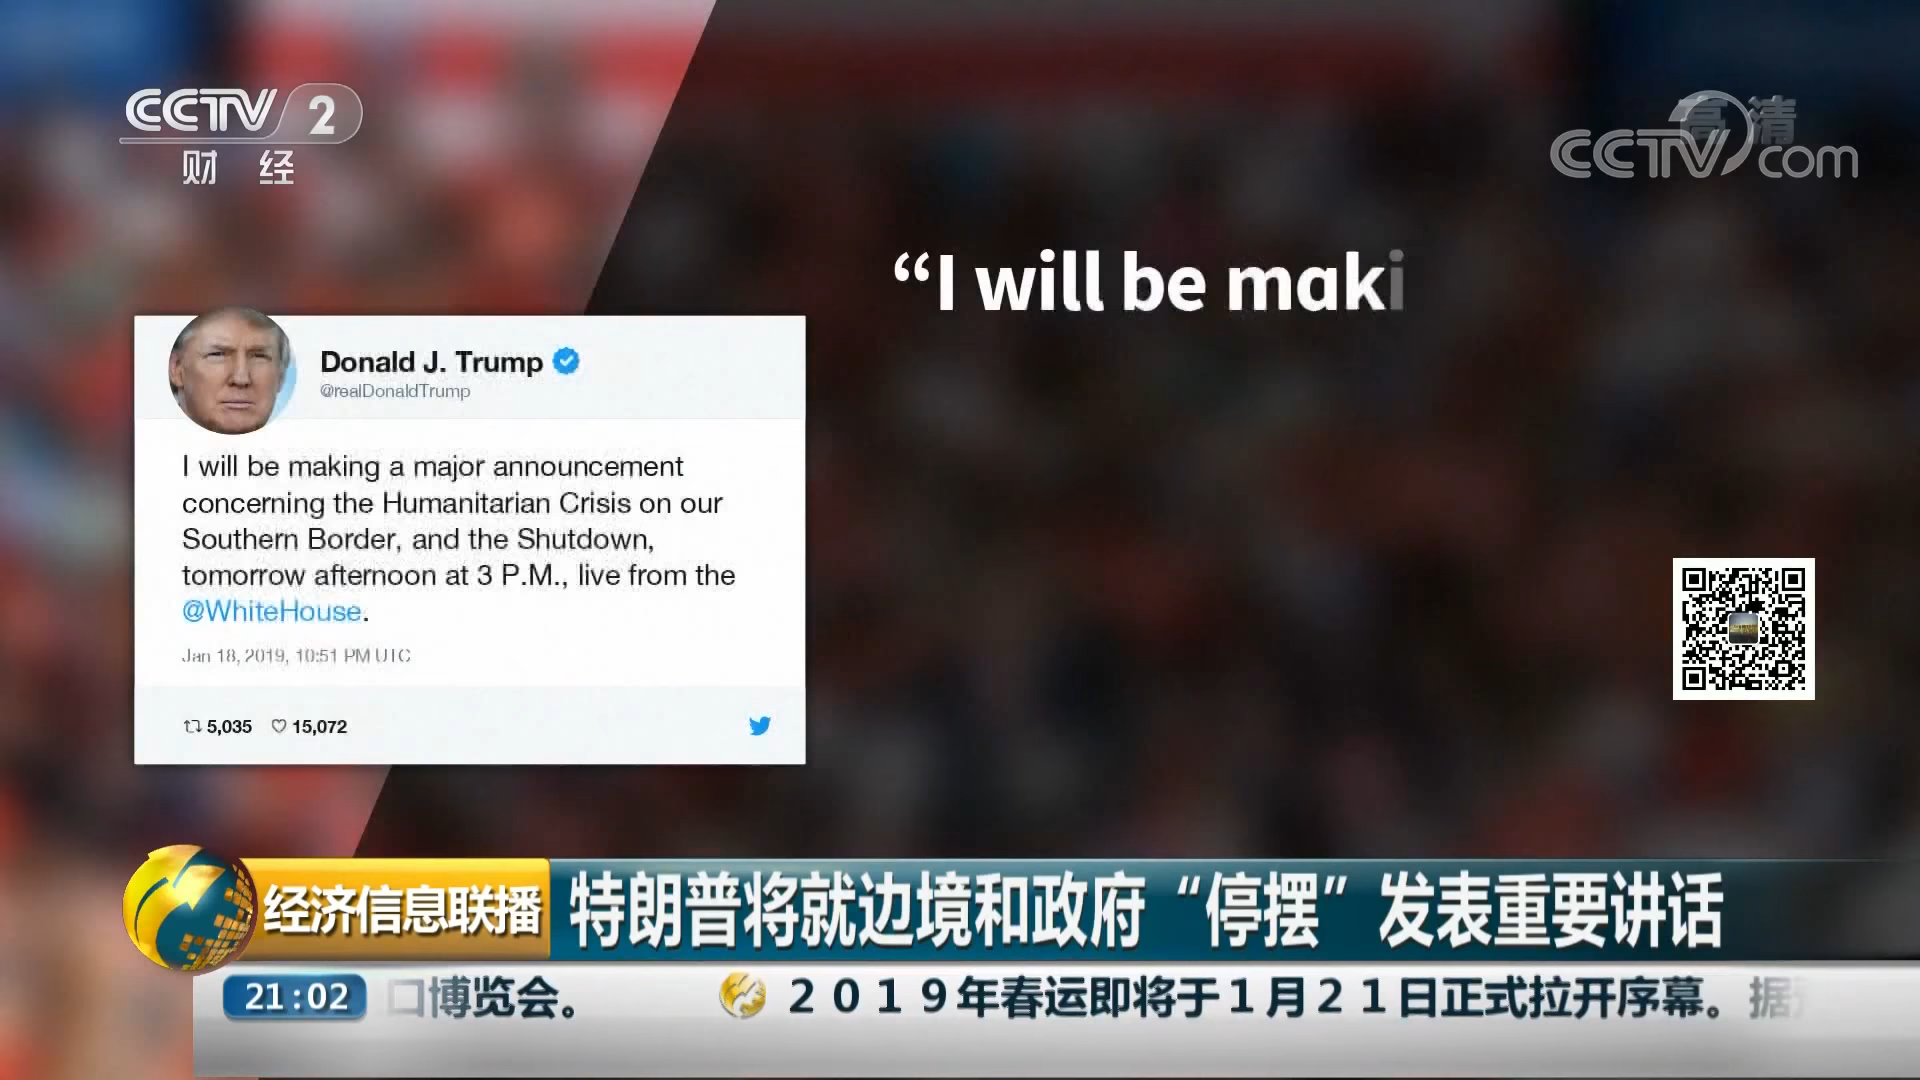 CCTV 2
财 经
高清
CCTV.com
“I will be maki
Donald J. Trump
@realDonaldTrump
I will be making a major announcement
concerning the Humanitarian Crisis on our
Southern Border, and the Shutdown,
tomorrow afternoon at 3 P.M., live from the
@WhiteHouse.
Jan 18, 2019, 10:51 PM UTC
5,035 15,072
经济信息联播
特朗普将就边境和政府“停摆”发表重要讲话
21:02
口博览会。 2019年春运即将于1月21日正式拉开序幕。据